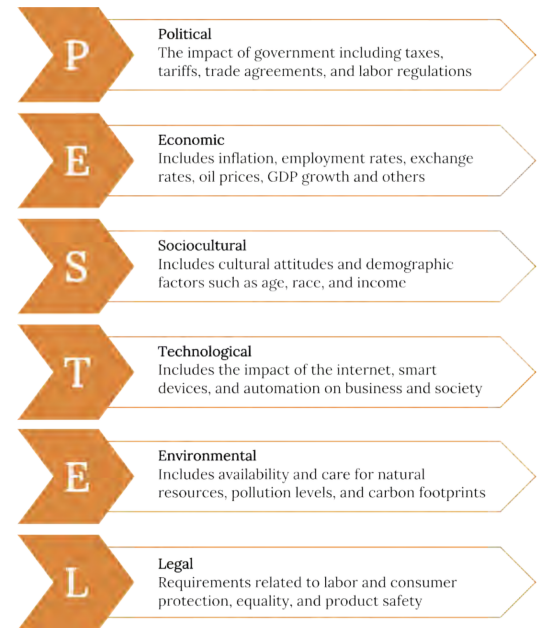 P
Political
The impact of government including taxes,
tariffs, trade agreements, and labor regulations
E
Economic
Includes inflation, employment rates, exchange
rates, oil prices, GDP growth and others
S
Sociocultural
Includes cultural attitudes and demographic
factors such as age, race, and income
T
Technological
Includes the impact of the internet, smart
devices, and automation on business and society
E
Environmental
Includes availability and care for natural
resources, pollution levels, and carbon footprints
L
Legal
Requirements related to labor and consumer
protection, equality, and product safety